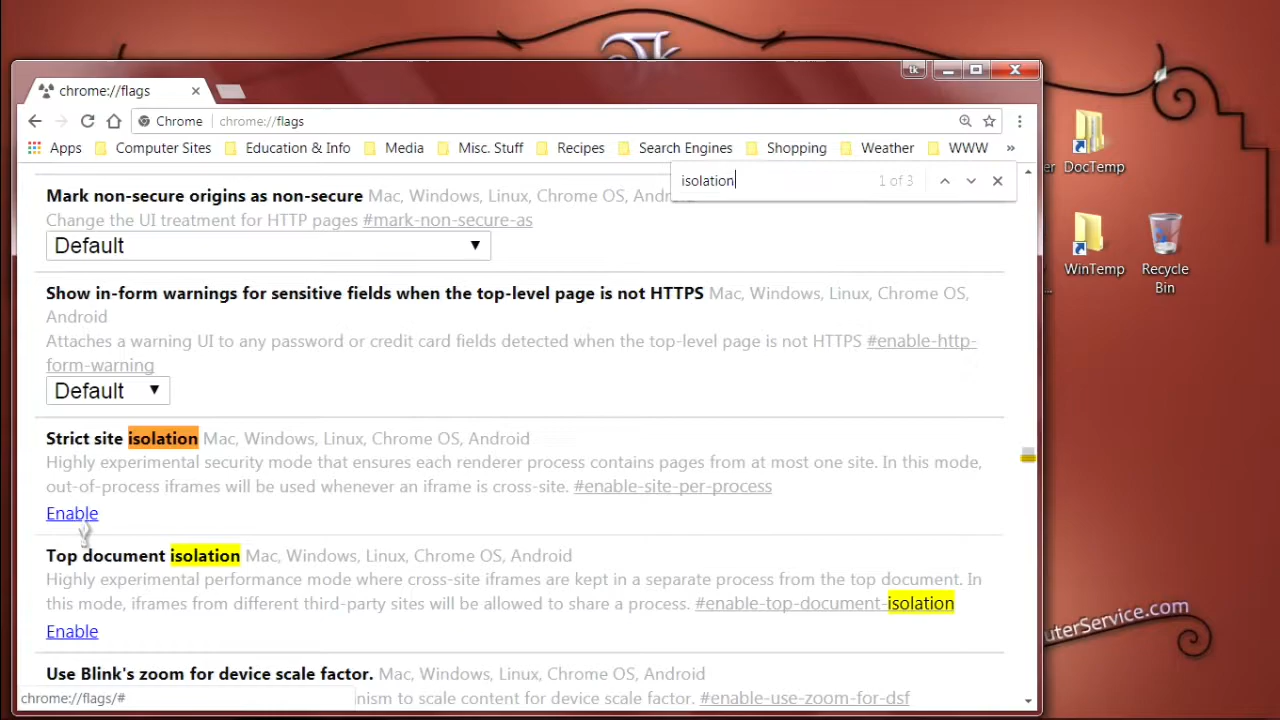 tk
tk
chrome://flags
Chrome chrome://flags
Apps Computer Sites Education & Info Media Misc. Stuff Recipes Search Engines Shopping Weather WWW »
isolation 1 of 3
Mark non-secure origins as non-secure Mac, Windows, Linux, Chrome OS,
Change the UI treatment for HTTP pages #mark-non-secure-as
Default
Show in-form warnings for sensitive fields when the top-level page is not HTTPS Mac, Windows, Linux, Chrome OS,
Android
Attaches a warning UI to any password or credit card fields detected when the top-level page is not HTTPS #enable-http-
form-warning
Default
Strict site isolation Mac, Windows, Linux, Chrome OS, Android
Highly experimental security mode that ensures each renderer process contains pages from at most one site. In this mode,
out-of-process iframes will be used whenever an iframe is cross-site. #enable-site-per-process
Enable
Top document isolation Mac, Windows, Linux, Chrome OS, Android
Highly experimental performance mode where cross-site iframes are kept in a separate process from the top document. In
this mode, iframes from different third-party sites will be allowed to share a process. #enable-top-document-isolation
Enable
Use Blink's zoom for device scale factor. Mac, Windows, Linux, Chrome OS, Android
to scale content for device scale factor. #enable-use-zoom-for-dsf
chrome://flags/#
DocTemp
WinTemp
Recycle
Bin
uterService.com